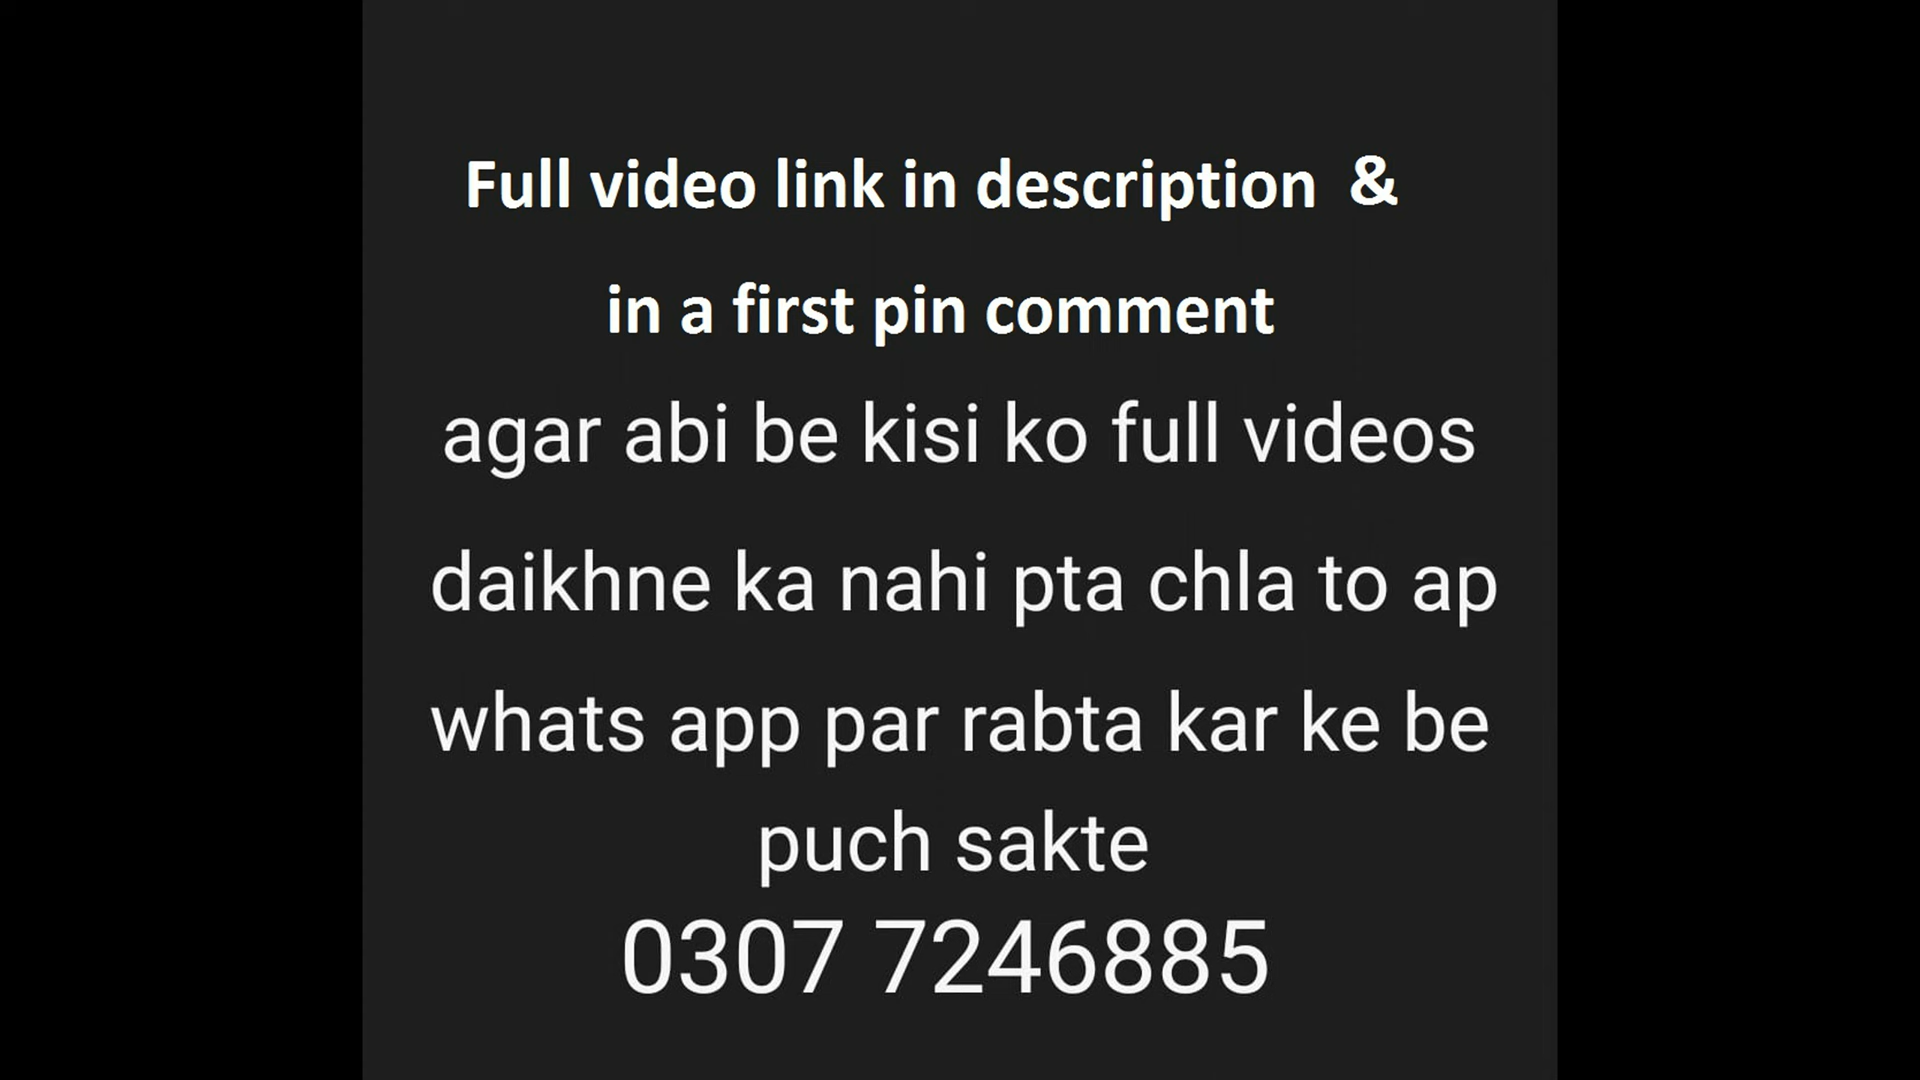 Full video link in description &
in a first pin comment
agar abi be kisi ko full videos
daikhne ka nahi pta chla to ap
whats app par rabta kar ke be
puch sakte
0307 7246885